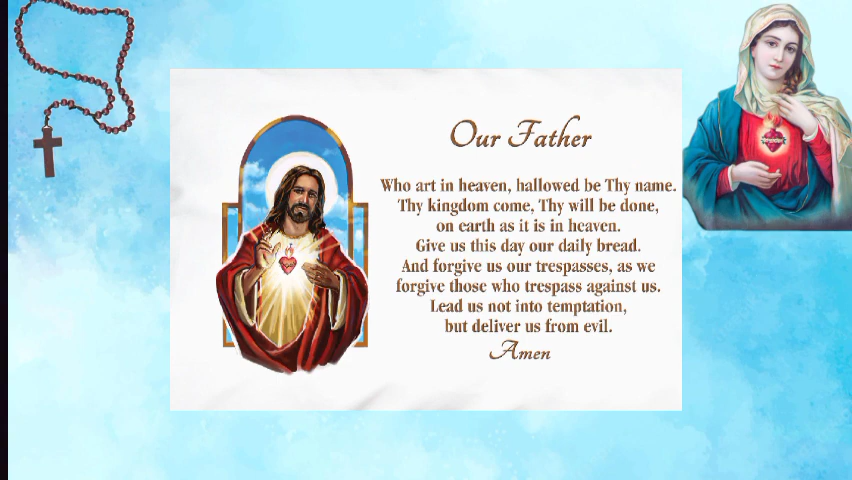 Our Father
Who art in heaven, hallowed be Thy name.
Thy kingdom come, Thy will be done,
on earth as it is in heaven.
Give us this day our daily bread.
And forgive us our trespasses, as we
forgive those who trespass against us.
Lead us not into temptation,
but deliver us from evil.
Amen